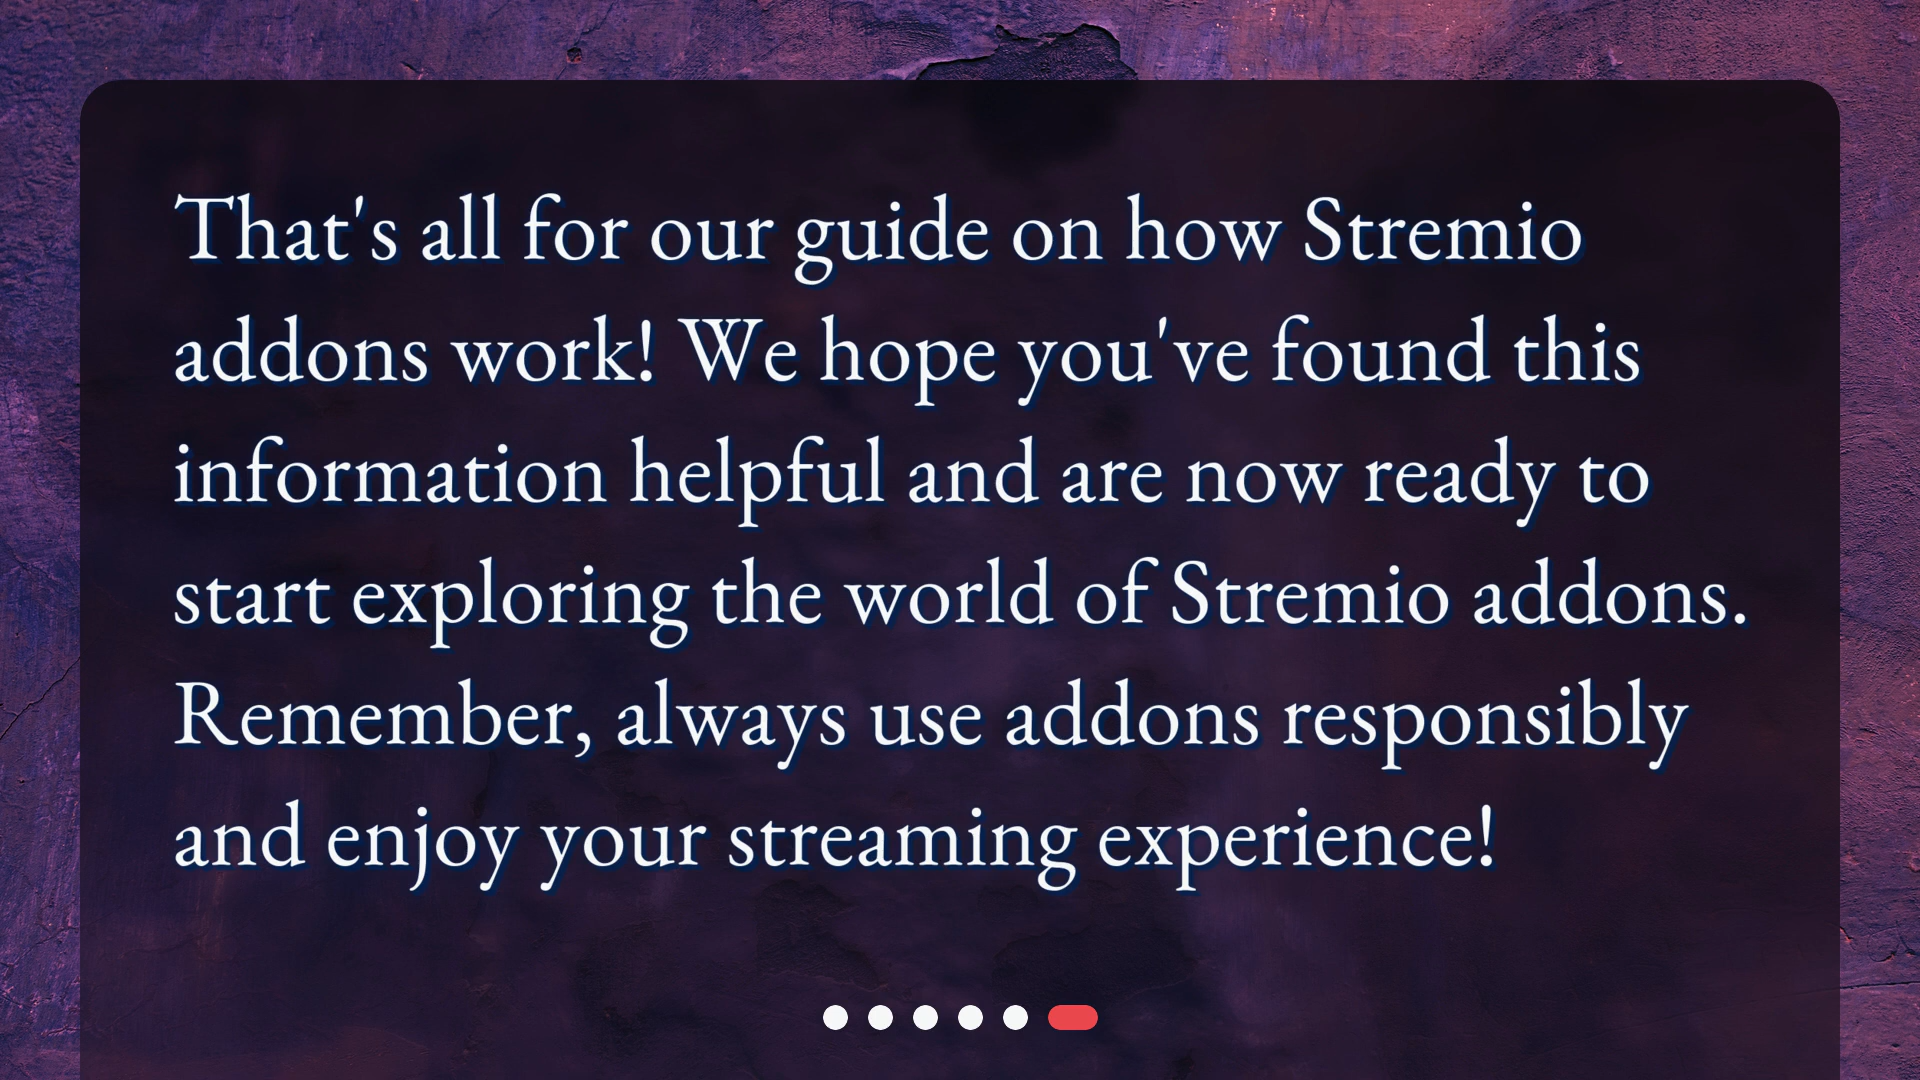 That's all for our guide on how Stremio
addons work! We hope you've found this
information helpful and are now ready to
start exploring the world of Stremio addons.
Remember, always use addons responsibly
and enjoy your streaming experience!